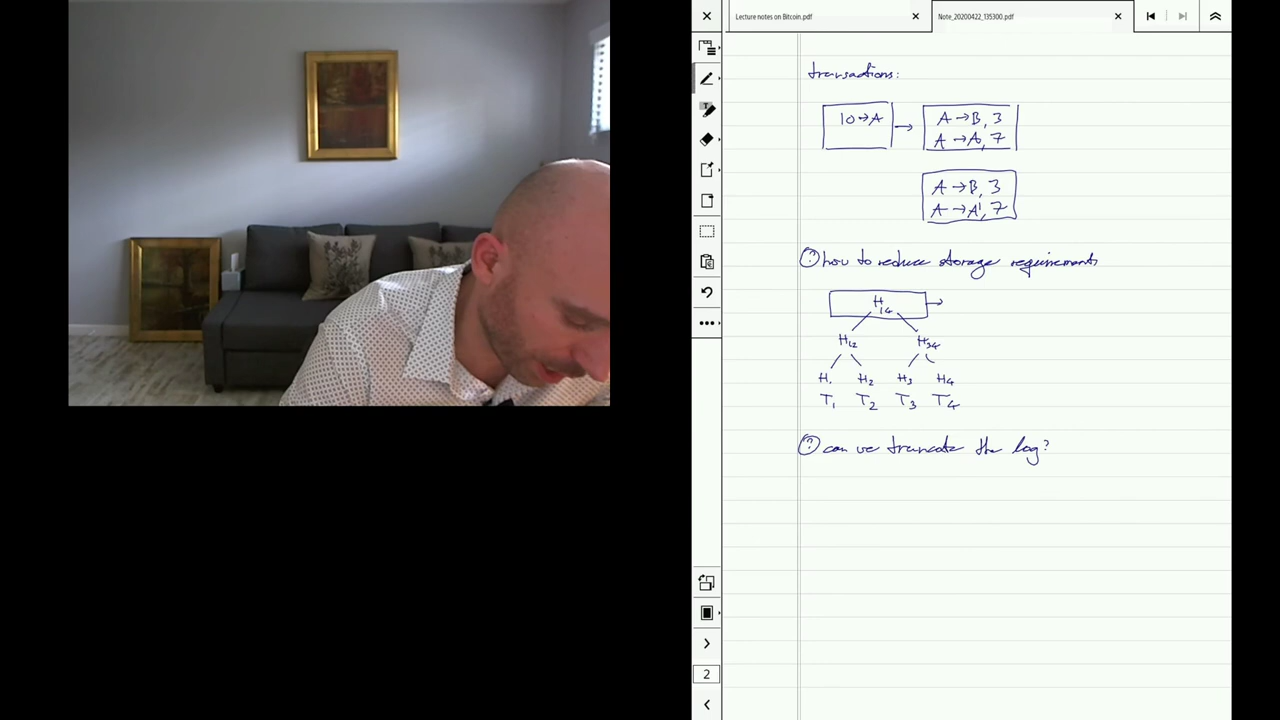 Lecture notes on Bitcoin.pdf
Note_20200422_135300.pdf
transactions:
10→A → A→B, 3
A→A, 7
A→B, 3
A→A', 7
? how to reduce storage requirements
H14 →
H12 H34
H1 H2 H3 H4
T1 T2 T3 T4
? can we truncate the log?
2